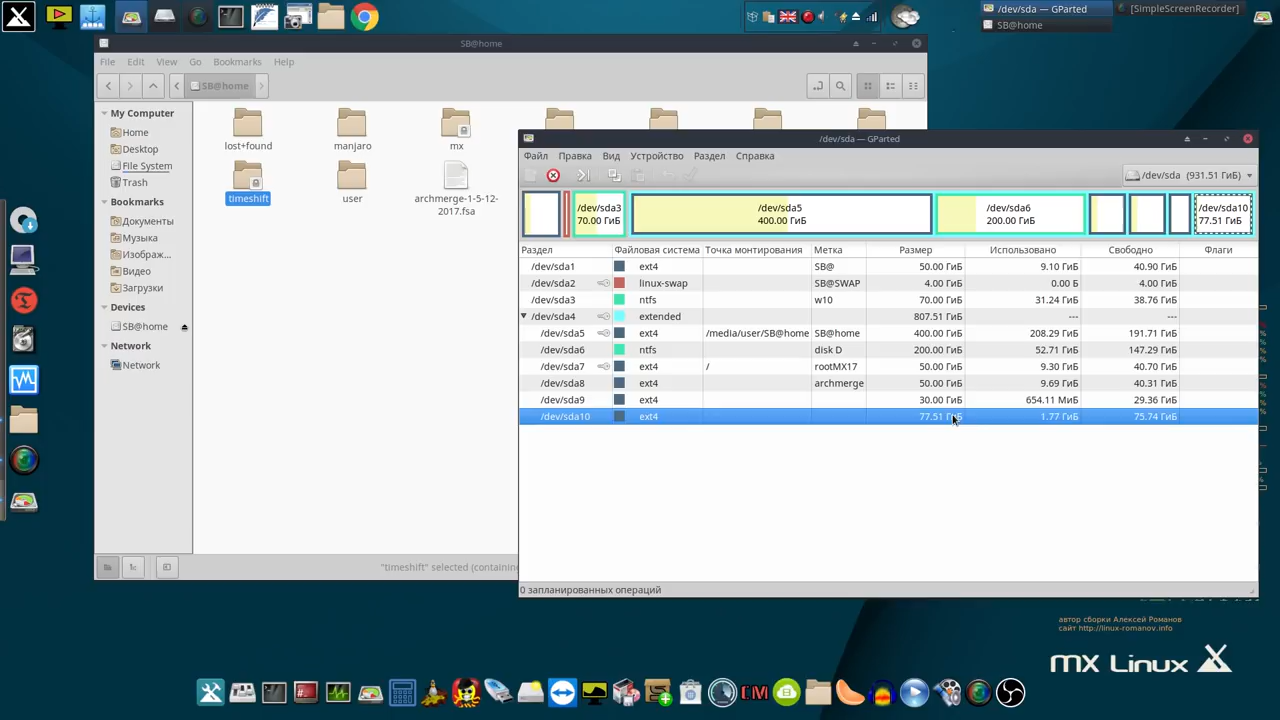 /dev/sda — GParted
[SimpleScreenRecorder]
SB@home
SB@home
File Edit View Go Bookmarks Help
SB@home
My Computer
Home
Desktop
File System
Trash
Bookmarks
Документы
Музыка
Изображ...
Видео
Загрузки
Devices
SB@home
Network
Network
lost+found
manjaro
mx
timeshift
user
archmerge-1-5-12-
2017.fsa
"timeshift" selected (containin
/dev/sda — GParted
Файл Правка Вид Устройство Раздел Справка
/dev/sda (931.51 ГиБ)
/dev/sda3
70.00 ГиБ
/dev/sda5
400.00 ГиБ
/dev/sda6
200.00 ГиБ
/dev/sda10
77.51 ГиБ
Раздел Файловая система Точка монтирования Метка Размер Использовано Свободно Флаги
/dev/sda1 ext4 SB@ 50.00 ГиБ 9.10 ГиБ 40.90 ГиБ
/dev/sda2 linux-swap SB@SWAP 4.00 ГиБ 0.00 Б 4.00 ГиБ
/dev/sda3 ntfs w10 70.00 ГиБ 31.24 ГиБ 38.76 ГиБ
/dev/sda4 extended 807.51 ГиБ --- ---
/dev/sda5 ext4 /media/user/SB@home SB@home 400.00 ГиБ 208.29 ГиБ 191.71 ГиБ
/dev/sda6 ntfs disk D 200.00 ГиБ 52.71 ГиБ 147.29 ГиБ
/dev/sda7 ext4 / rootMX17 50.00 ГиБ 9.30 ГиБ 40.70 ГиБ
/dev/sda8 ext4 archmerge 50.00 ГиБ 9.69 ГиБ 40.31 ГиБ
/dev/sda9 ext4 30.00 ГиБ 654.11 МиБ 29.36 ГиБ
/dev/sda10 ext4 77.51 ГиБ 1.77 ГиБ 75.74 ГиБ
0 запланированных операций
автор сборки Алексей Романов
сайт http://linux-romanov.info
MX Linux